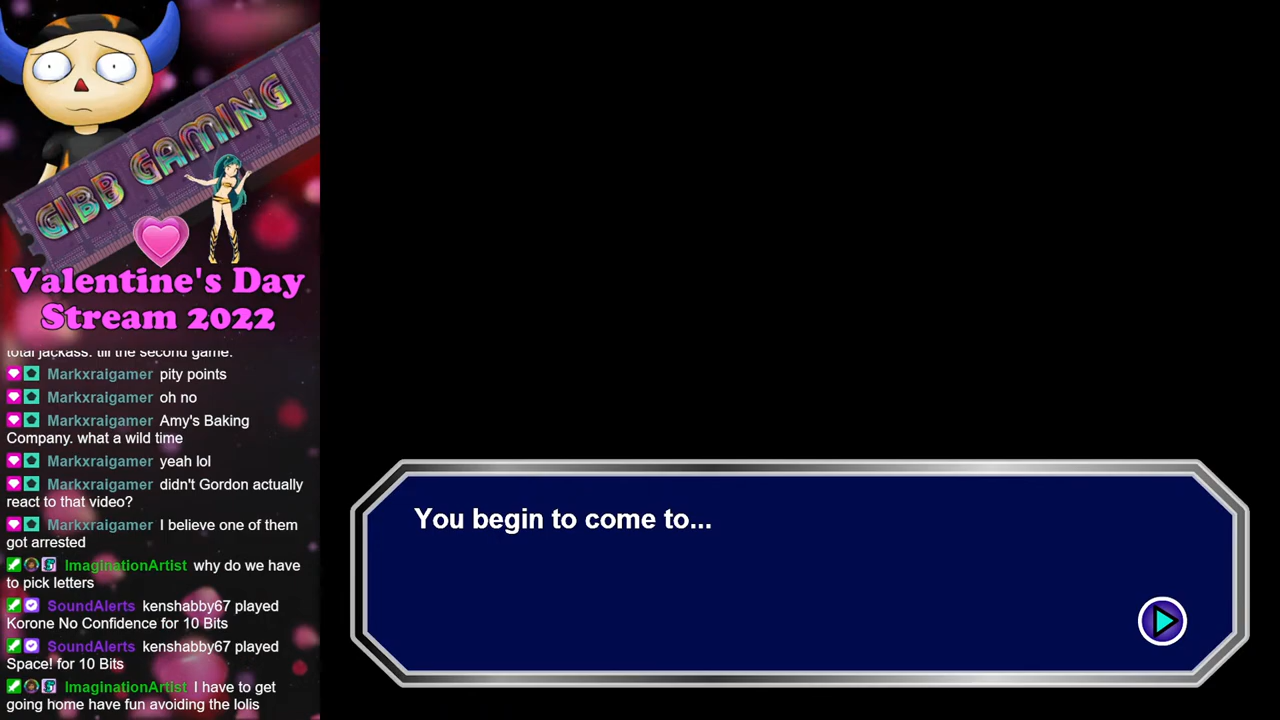 GIBB GAMING
Valentine's Day
Stream 2022
total jackass. till the second game.
Markxraigamer pity points
Markxraigamer oh no
Markxraigamer Amy's Baking
Company. what a wild time
Markxraigamer yeah lol
Markxraigamer didn't Gordon actually
react to that video?
Markxraigamer I believe one of them
got arrested
ImaginationArtist why do we have
to pick letters
SoundAlerts kenshabby67 played
Korone No Confidence for 10 Bits
SoundAlerts kenshabby67 played
Space! for 10 Bits
ImaginationArtist I have to get
going home have fun avoiding the lolis
You begin to come to...